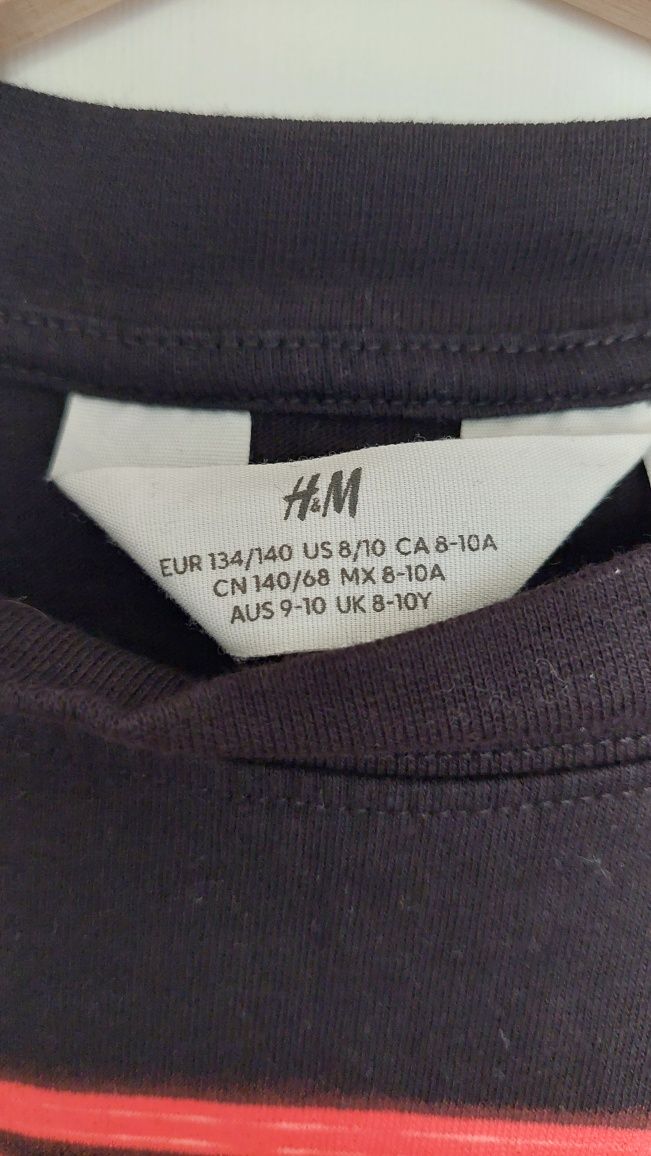 H&M
EUR 134/140 US 8/10 CA 8-10A
CN 140/68 MX 8-10A
AUS 9-10 UK 8-10Y